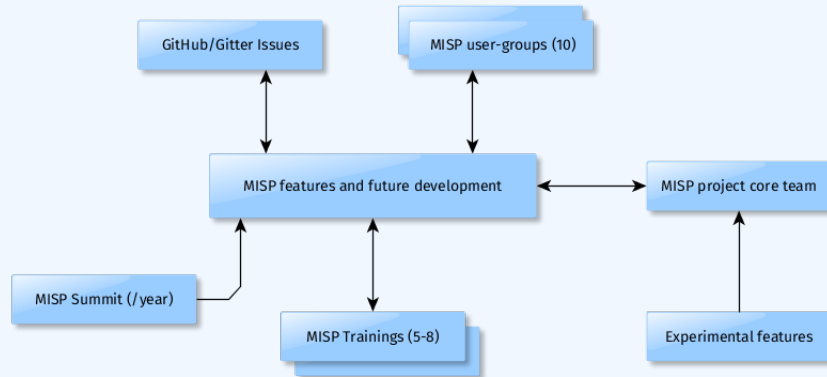 GitHub/Gitter Issues
MISP user-groups (10)
MISP features and future development
MISP project core team
MISP Summit (/year)
MISP Trainings (5-8)
Experimental features